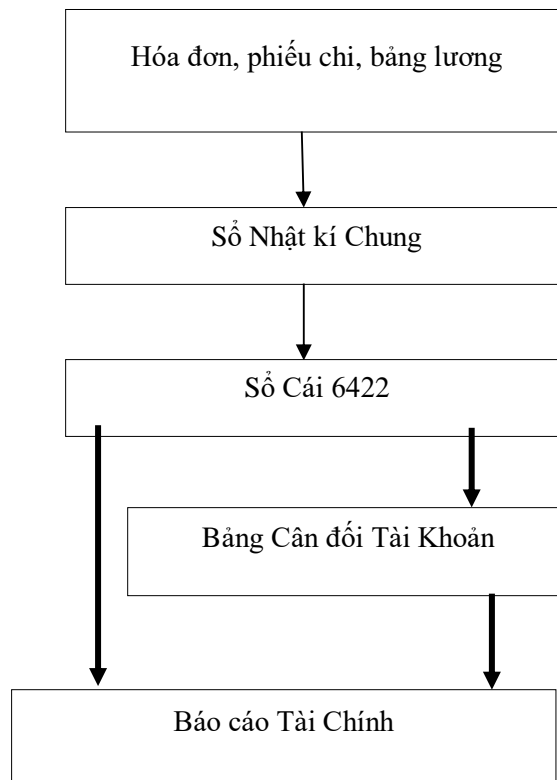 Hóa đơn, phiếu chi, bảng lương
Sổ Nhật kí Chung
Sổ Cái 6422
Bảng Cân đối Tài Khoản
Báo cáo Tài Chính